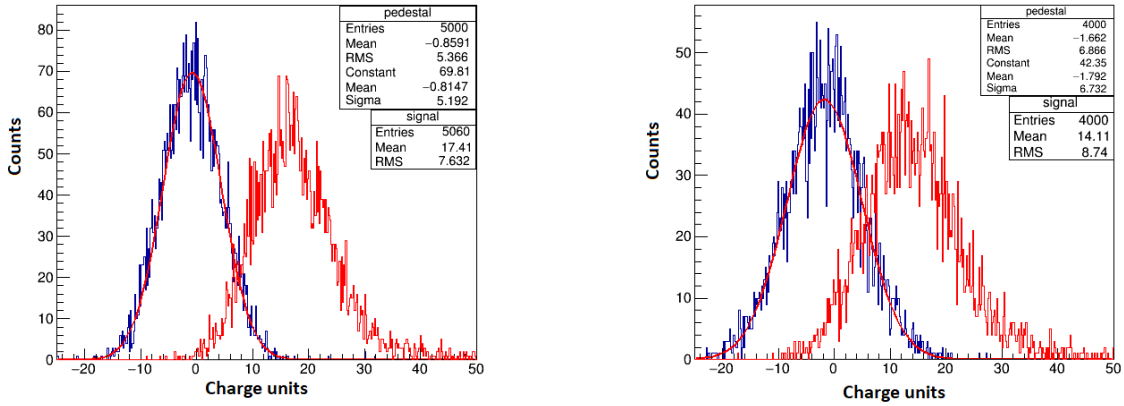 pedestal
Entries 5000
Mean −0.8591
RMS 5.366
Constant 69.81
Mean −0.8147
Sigma 5.192
signal
Entries 5060
Mean 17.41
RMS 7.632
80
70
60
50
40
30
20
10
0
Counts
−20 −10 0 10 20 30 40 50
Charge units
pedestal
Entries 4000
Mean −1.662
RMS 6.866
Constant 42.35
Mean −1.792
Sigma 6.732
signal
Entries 4000
Mean 14.11
RMS 8.74
50
40
30
20
10
0
Counts
−20 −10 0 10 20 30 40 50
Charge units